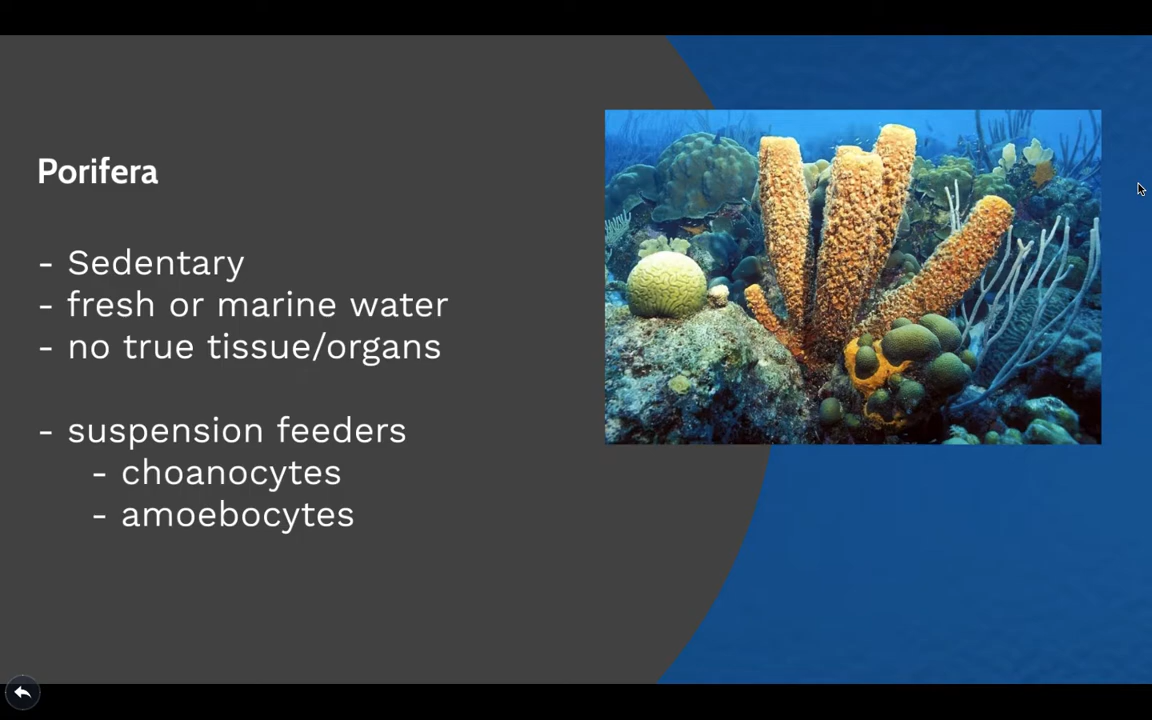 Porifera
- Sedentary
- fresh or marine water
- no true tissue/organs
- suspension feeders
- choanocytes
- amoebocytes